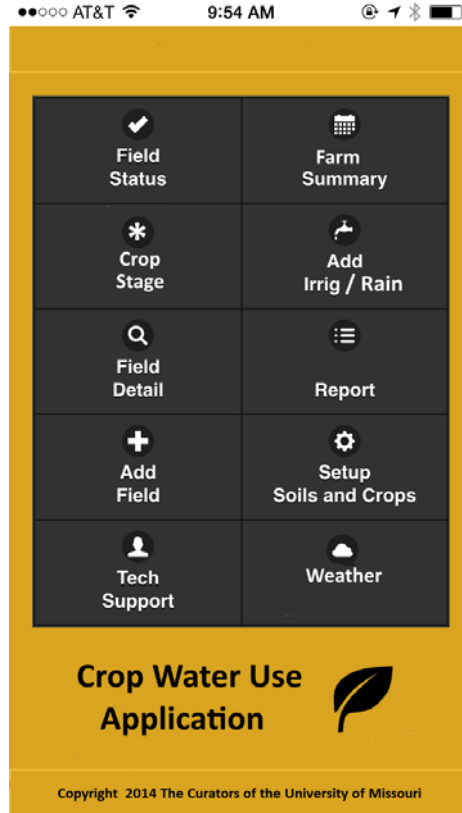 AT&T 9:54 AM
Field
Status
Farm
Summary
Crop
Stage
Add
Irrig / Rain
Field
Detail
Report
Add
Field
Setup
Soils and Crops
Tech
Support
Weather
Crop Water Use
Application
Copyright 2014 The Curators of the University of Missouri